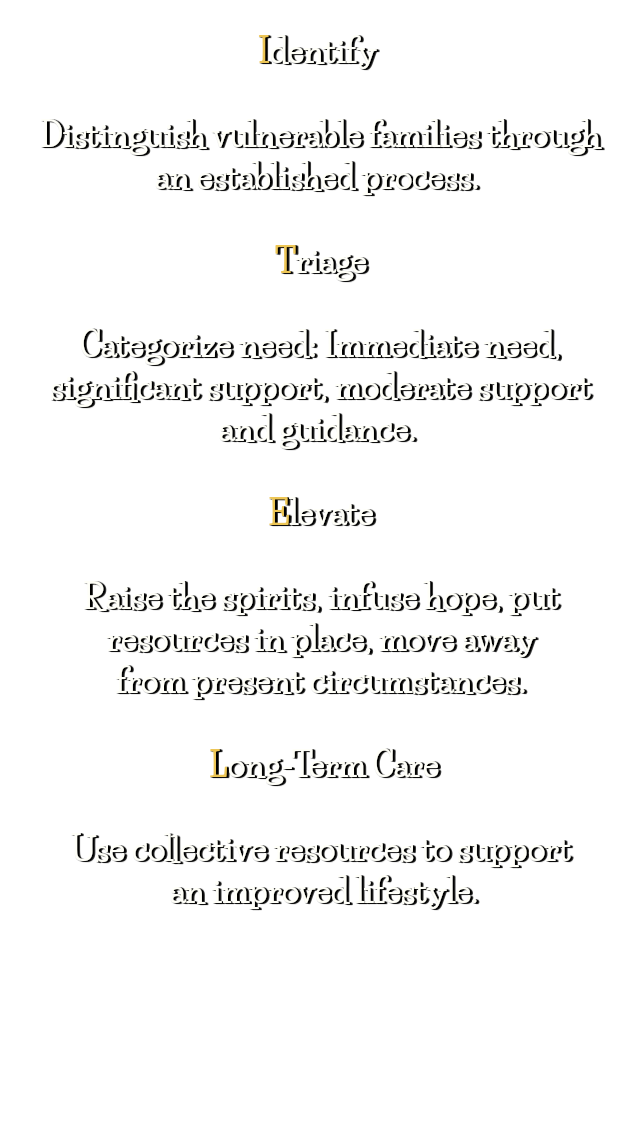 Identify
Distinguish vulnerable families through
an established process.
Triage
Categorize need: Immediate need,
significant support, moderate support
and guidance.
Elevate
Raise the spirits, infuse hope, put
resources in place, move away
from present circumstances.
Long-Term Care
Use collective resources to support
an improved lifestyle.